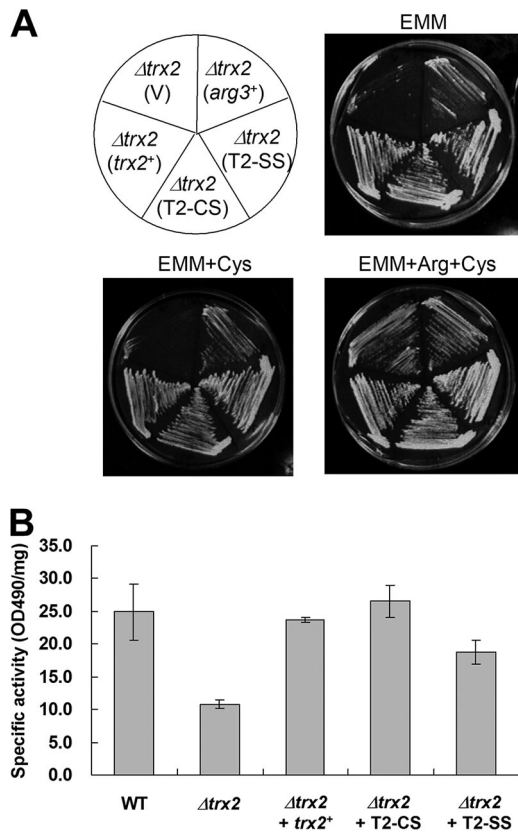 A
EMM
Δtrx2
(V)
Δtrx2
(arg3⁺)
Δtrx2
(trx2⁺)
Δtrx2
(T2-SS)
Δtrx2
(T2-CS)
EMM+Cys
EMM+Arg+Cys
B
Specific activity (OD490/mg)
35.0
30.0
25.0
20.0
15.0
10.0
5.0
0.0
WT
Δtrx2
Δtrx2
+ trx2⁺
Δtrx2
+ T2-CS
Δtrx2
+ T2-SS